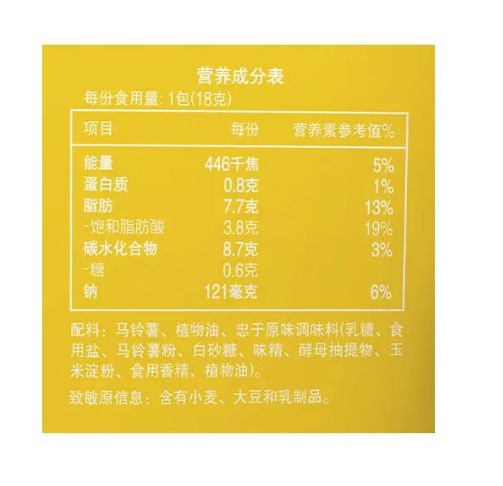 营养成分表
每份食用量: 1包(18克)
项目 每份 营养素参考值%
能量 446千焦 5%
蛋白质 0.8克 1%
脂肪 7.7克 13%
-饱和脂肪酸 3.8克 19%
碳水化合物 8.7克 3%
-糖 0.6克
钠 121毫克 6%
配料：马铃薯、植物油、忠于原味调味料(乳糖、食
用盐、马铃薯粉、白砂糖、味精、酵母抽提物、玉
米淀粉、食用香精、植物油)。
致敏原信息：含有小麦、大豆和乳制品。